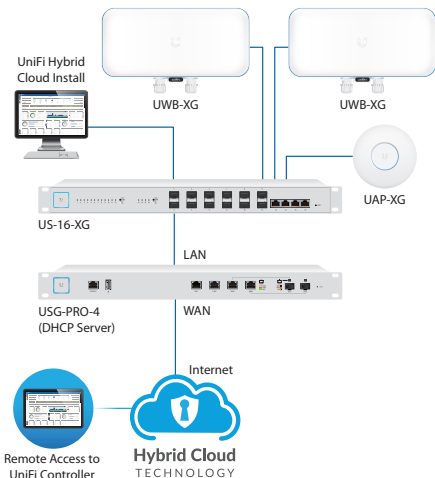 UniFi Hybrid
Cloud Install
UWB-XG
UWB-XG
UAP-XG
US-16-XG
LAN
USG-PRO-4
(DHCP Server)
WAN
Internet
Remote Access to
UniFi Controller
Hybrid Cloud
TECHNOLOGY